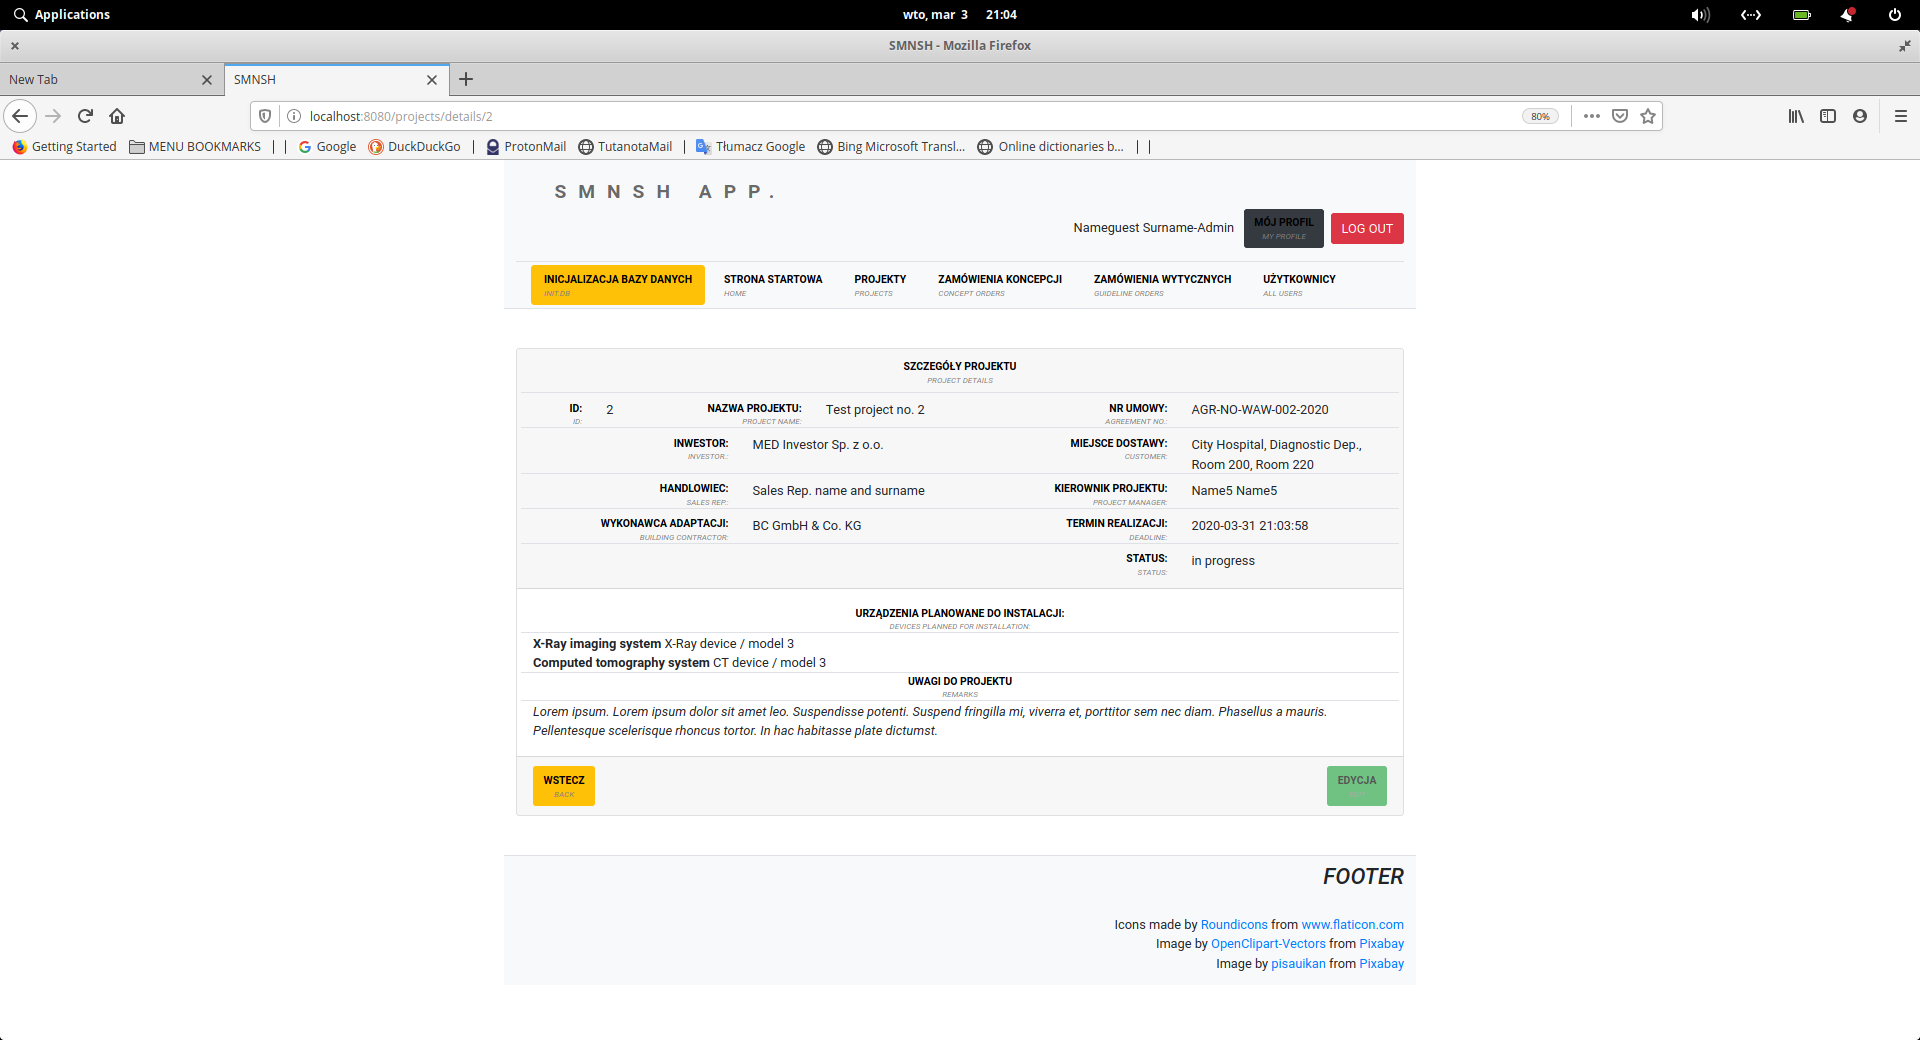 Applications
wto, mar 3 21:04
SMNSH - Mozilla Firefox
New Tab
SMNSH
localhost:8080/projects/details/2
80%
Getting Started MENU BOOKMARKS | | Google DuckDuckGo | ProtonMail TutanotaMail | Tłumacz Google Bing Microsoft Transl... Online dictionaries b... | |
SMNSH APP.
Nameguest Surname-Admin
MÓJ PROFIL
MY PROFILE
LOG OUT
INICJALIZACJA BAZY DANYCH
INIT.DB
STRONA STARTOWA
HOME
PROJEKTY
PROJECTS
ZAMÓWIENIA KONCEPCJI
CONCEPT ORDERS
ZAMÓWIENIA WYTYCZNYCH
GUIDELINE ORDERS
UŻYTKOWNICY
ALL USERS
SZCZEGÓŁY PROJEKTU
PROJECT DETAILS
ID: 2
ID:
NAZWA PROJEKTU: Test project no. 2
PROJECT NAME:
NR UMOWY: AGR-NO-WAW-002-2020
AGREEMENT NO.:
INWESTOR: MED Investor Sp. z o.o.
INVESTOR.:
MIEJSCE DOSTAWY: City Hospital, Diagnostic Dep.,
CUSTOMER:
Room 200, Room 220
HANDLOWIEC: Sales Rep. name and surname
SALES REP.:
KIEROWNIK PROJEKTU: Name5 Name5
PROJECT MANAGER:
WYKONAWCA ADAPTACJI: BC GmbH & Co. KG
BUILDING CONTRACTOR:
TERMIN REALIZACJI: 2020-03-31 21:03:58
DEADLINE:
STATUS: in progress
STATUS:
URZĄDZENIA PLANOWANE DO INSTALACJI:
DEVICES PLANNED FOR INSTALLATION:
X-Ray imaging system X-Ray device / model 3
Computed tomography system CT device / model 3
UWAGI DO PROJEKTU
REMARKS
Lorem ipsum. Lorem ipsum dolor sit amet leo. Suspendisse potenti. Suspend fringilla mi, viverra et, porttitor sem nec diam. Phasellus a mauris.
Pellentesque scelerisque rhoncus tortor. In hac habitasse plate dictumst.
WSTECZ
BACK
EDYCJA
FOOTER
Icons made by Roundicons from www.flaticon.com
Image by OpenClipart-Vectors from Pixabay
Image by pisauikan from Pixabay